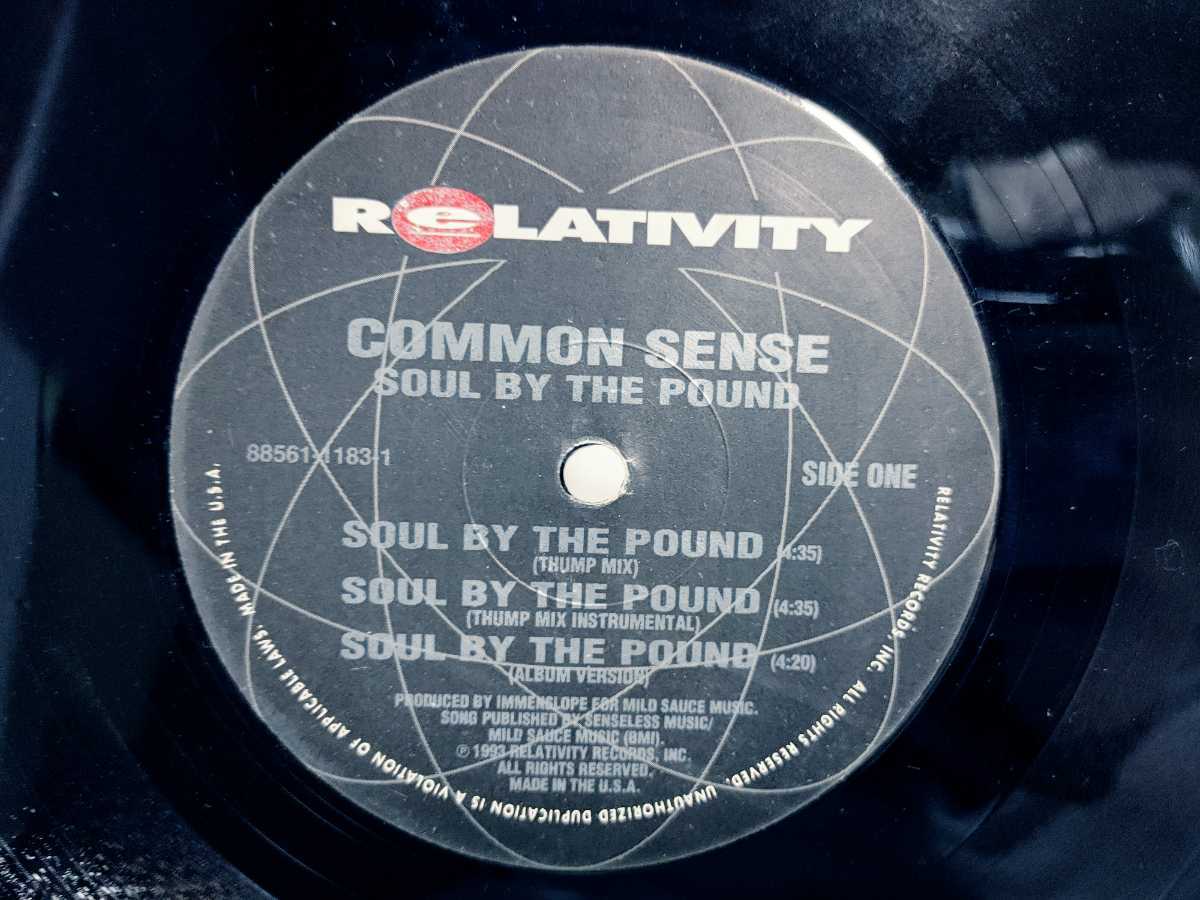 ReLATIVITY
COMMON SENSE
SOUL BY THE POUND
88561-1183-1
SIDE ONE
SOUL BY THE POUND (4:35)
(THUMP MIX)
SOUL BY THE POUND (4:35)
(THUMP MIX INSTRUMENTAL)
SOUL BY THE POUND (4:20)
(ALBUM VERSION)
PRODUCED BY IMMENSLOPE FOR MILD SAUCE MUSIC.
SONG PUBLISHED BY SENSELESS MUSIC/
MILD SAUCE MUSIC (BMI).
℗ 1993 RELATIVITY RECORDS, INC.
ALL RIGHTS RESERVED.
MADE IN THE U.S.A.
RELATIVITY RECORDS, INC. ALL RIGHTS RESERVED. UNAUTHORIZED DUPLICATION IS A VIOLATION OF APPLICABLE LAWS. MADE IN THE U.S.A.